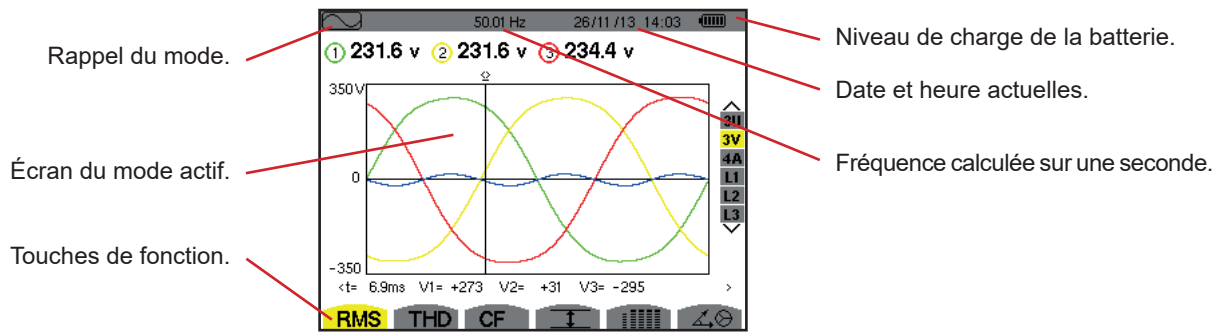 50.01 Hz 26/11/13 14:03
Rappel du mode.
Niveau de charge de la batterie.
1 231.6 v 2 231.6 v 3 234.4 v
Date et heure actuelles.
350 V
3U
3V
4A
L1
L2
L3
Écran du mode actif.
Fréquence calculée sur une seconde.
0
Touches de fonction.
-350
<t= 6.9ms V1= +273 V2= +31 V3= -295 >
RMS THD CF